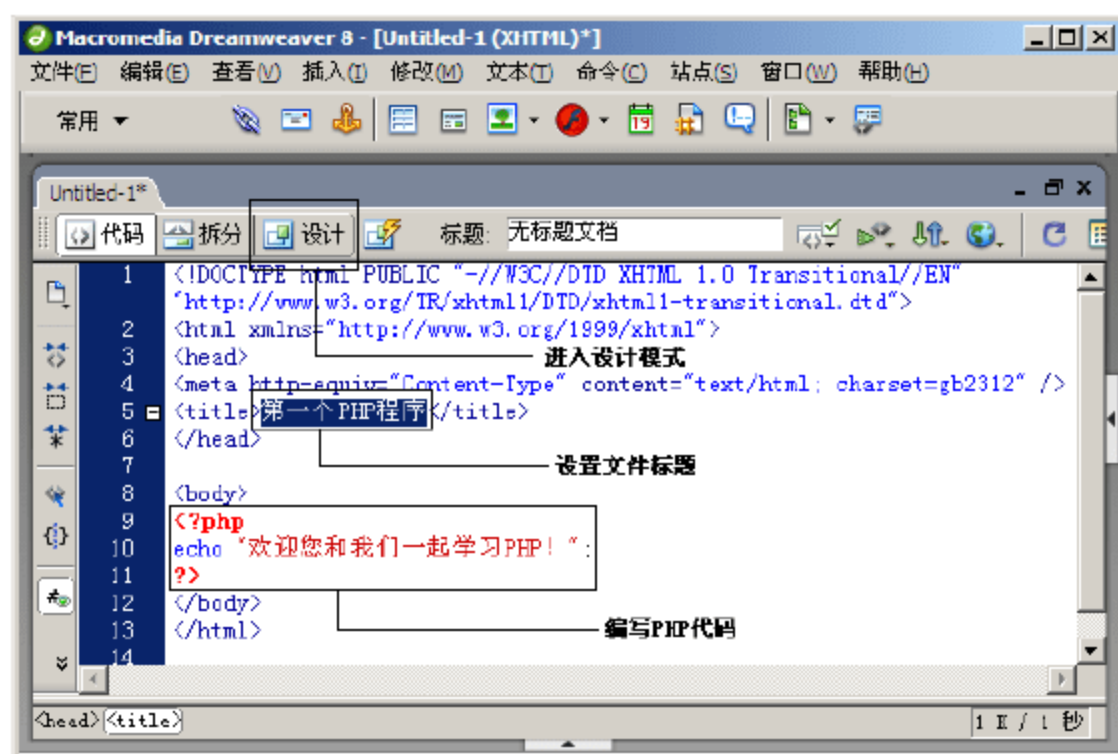 Macromedia Dreamweaver 8 - [Untitled-1 (XHTML)*]
文件(F) 编辑(E) 查看(V) 插入(I) 修改(M) 文本(T) 命令(C) 站点(S) 窗口(W) 帮助(H)
常用
19
Untitled-1*
代码 拆分 设计 标题: 无标题文档
1 <!DOCTYPE html PUBLIC "-//W3C//DTD XHTML 1.0 Transitional//EN"
"http://www.w3.org/TR/xhtml1/DTD/xhtml1-transitional.dtd">
2 <html xmlns="http://www.w3.org/1999/xhtml">
3 <head>
进入设计模式
4 <meta http-equiv="Content-Type" content="text/html; charset=gb2312" />
5 <title>第一个PHP程序</title>
6 </head>
7
设置文件标题
8 <body>
9 <?php
10 echo "欢迎您和我们一起学习PHP！";
11 ?>
12 </body>
13 </html>
编写PHP代码
14
<head> <title>
1 K / 1 秒